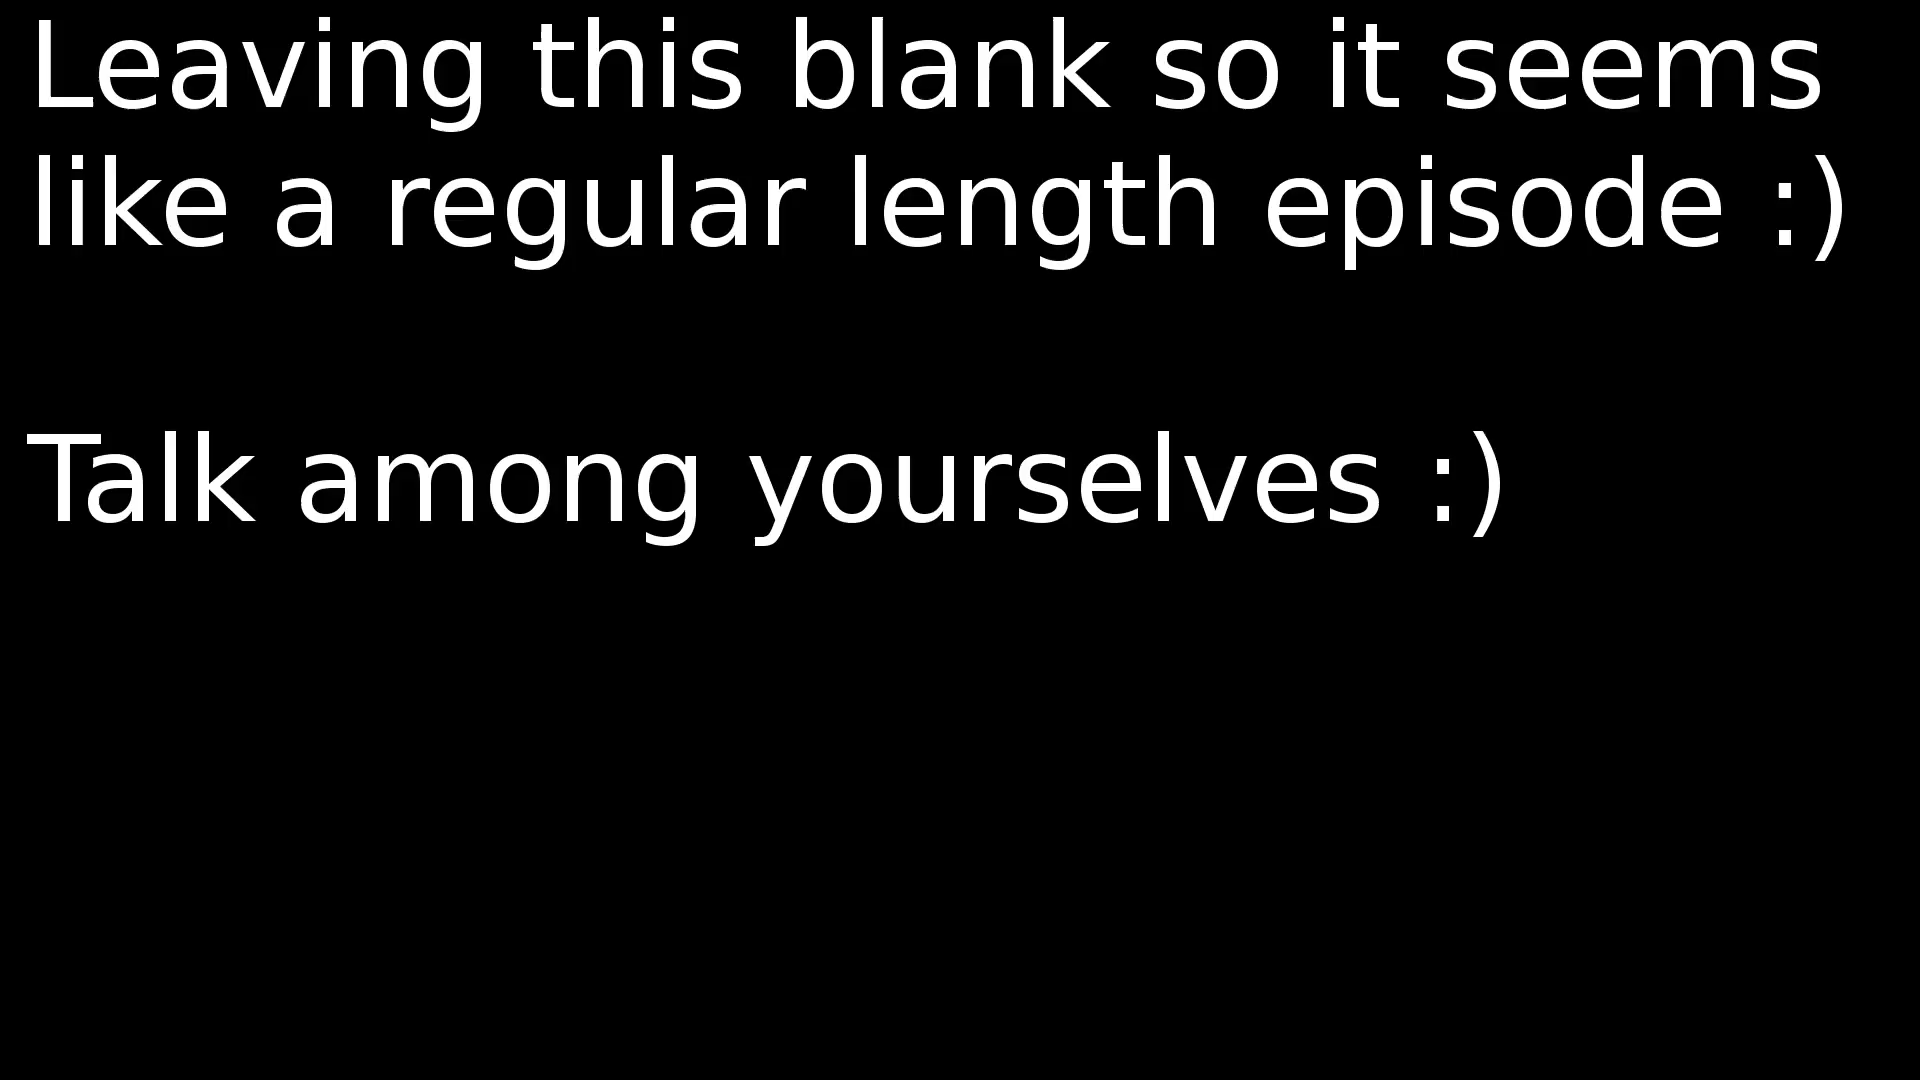 Leaving this blank so it seems
like a regular length episode :)
Talk among yourselves :)